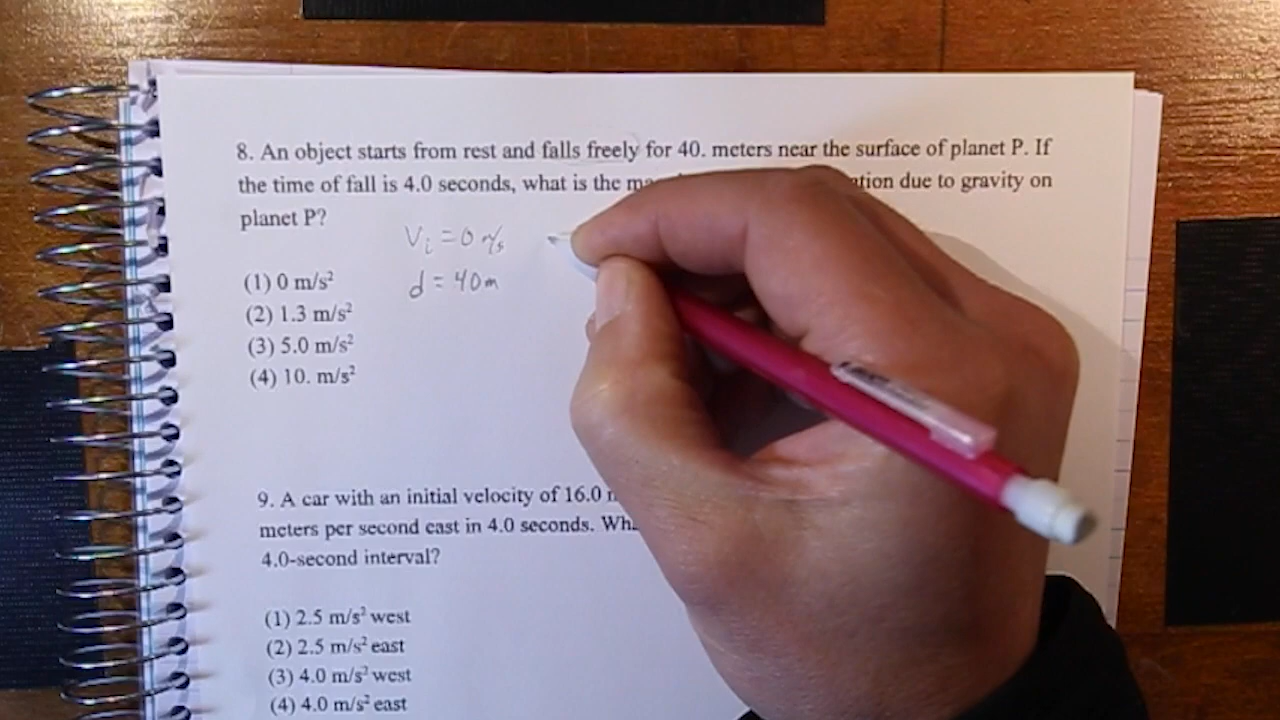 8. An object starts from rest and falls freely for 40. meters near the surface of planet P. If
the time of fall is 4.0 seconds, what is the due to gravity on
planet P?
Vi = 0 m/s
d = 40m
(1) 0 m/s²
(2) 1.3 m/s²
(3) 5.0 m/s²
(4) 10. m/s²
9. A car with an initial velocity of 16.0
meters per second east in 4.0 seconds.
4.0-second interval?
(1) 2.5 m/s² west
(2) 2.5 m/s² east
(3) 4.0 m/s² west
(4) 4.0 m/s² east